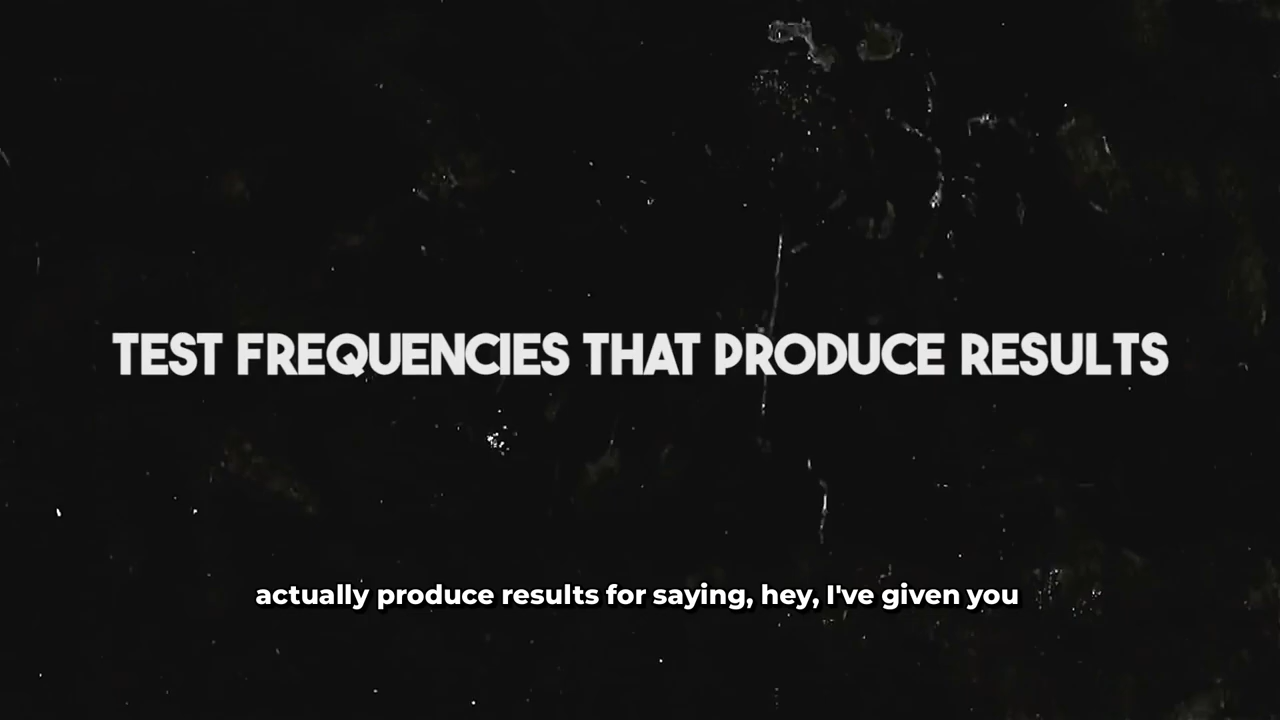 TEST FREQUENCIES THAT PRODUCE RESULTS
actually produce results for saying, hey, I've given you